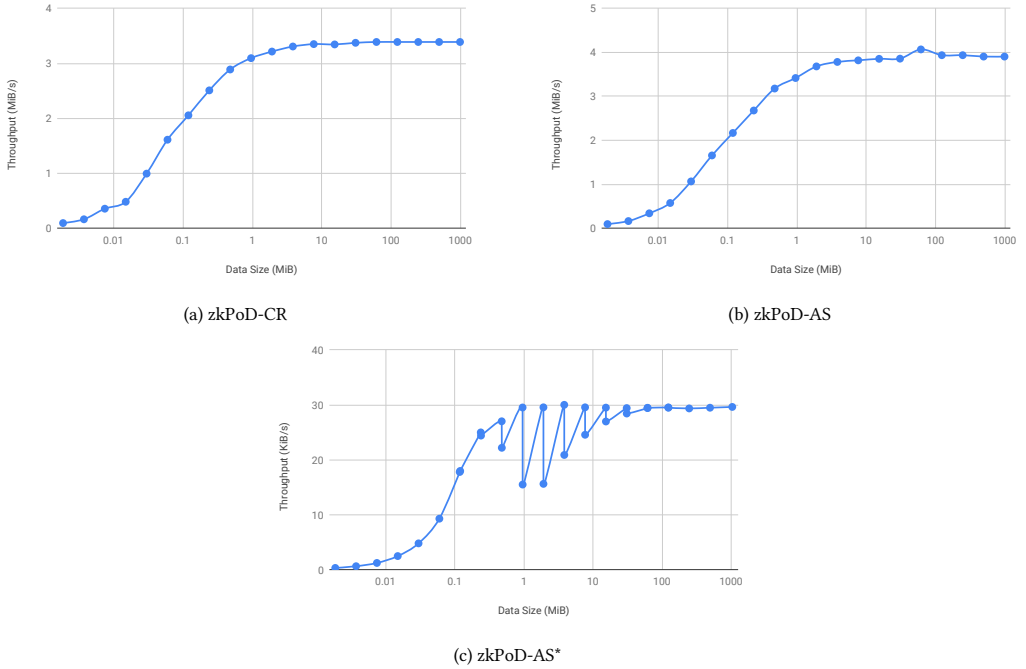 4
3
2
1
0
Throughput (MiB/s)
0.01 0.1 1 10 100 1000
Data Size (MiB)
(a) zkPoD-CR
5
4
3
2
1
0
Throughput (MiB/s)
0.01 0.1 1 10 100 1000
Data Size (MiB)
(b) zkPoD-AS
40
30
20
10
0
Throughput (KiB/s)
0.01 0.1 1 10 100 1000
Data Size (MiB)
(c) zkPoD-AS*